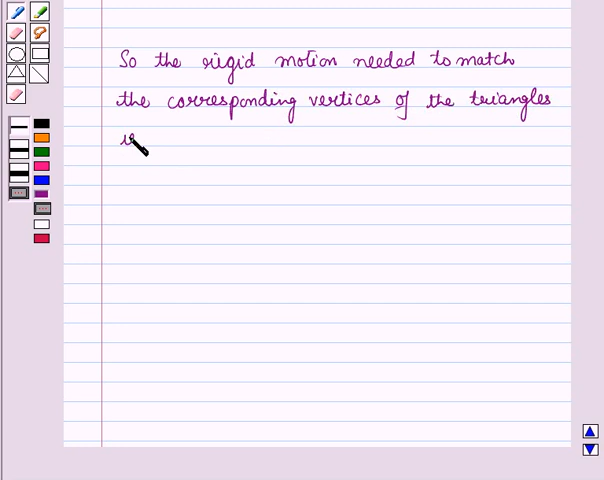 So the rigid motion needed to match
the corresponding vertices of the triangles